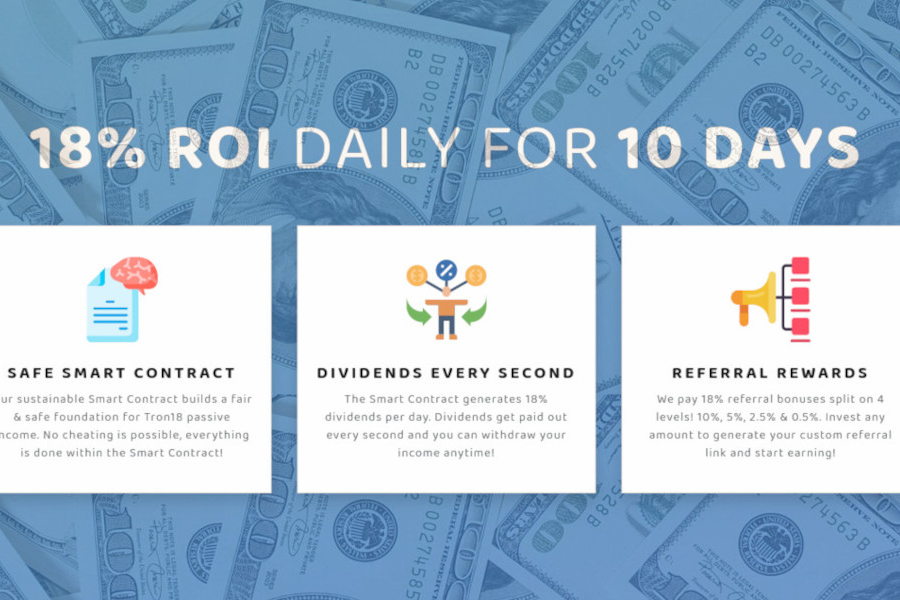 18% ROI DAILY FOR 10 DAYS
SAFE SMART CONTRACT
ur sustainable Smart Contract builds a fair
& safe foundation for Tron18 passive
ncome. No cheating is possible, everything
is done within the Smart Contract!
DIVIDENDS EVERY SECOND
The Smart Contract generates 18%
dividends per day. Dividends get paid out
every second and you can withdraw your
income anytime!
REFERRAL REWARDS
We pay 18% referral bonuses split on 4
levels! 10%, 5%, 2.5% & 0.5%. Invest any
amount to generate your custom referral
link and start earning!